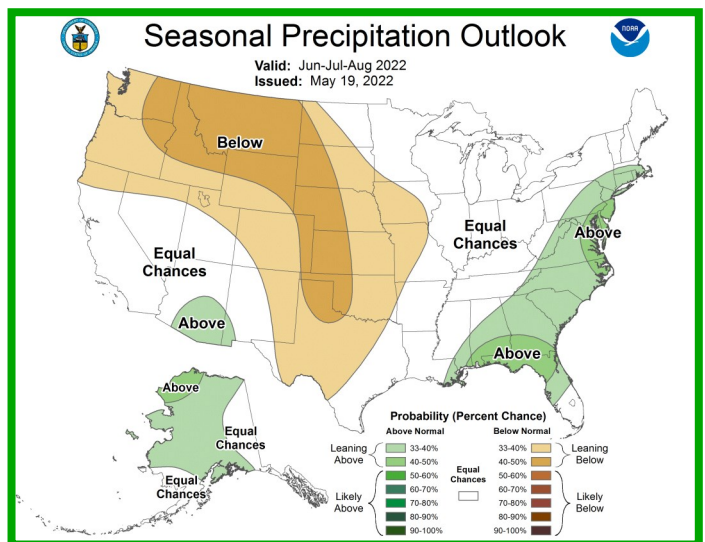 Seasonal Precipitation Outlook
NOAA
Valid: Jun-Jul-Aug 2022
Issued: May 19, 2022
Below
Equal
Chances
Equal
Chances
Above
Above
Above
Above
Equal
Chances
Equal
Chances
Probability (Percent Chance)
Above Normal
Below Normal
Leaning
Above
33-40%
40-50%
50-60%
60-70%
70-80%
80-90%
90-100%
Likely
Above
Equal
Chances
33-40%
40-50%
50-60%
60-70%
70-80%
80-90%
90-100%
Leaning
Below
Likely
Below